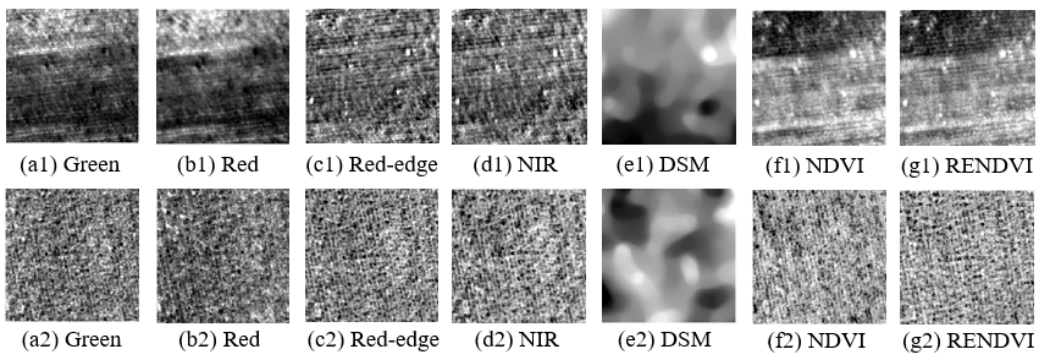 (a1) Green (b1) Red (c1) Red-edge (d1) NIR (e1) DSM (f1) NDVI (g1) RENDVI
(a2) Green (b2) Red (c2) Red-edge (d2) NIR (e2) DSM (f2) NDVI (g2) RENDVI